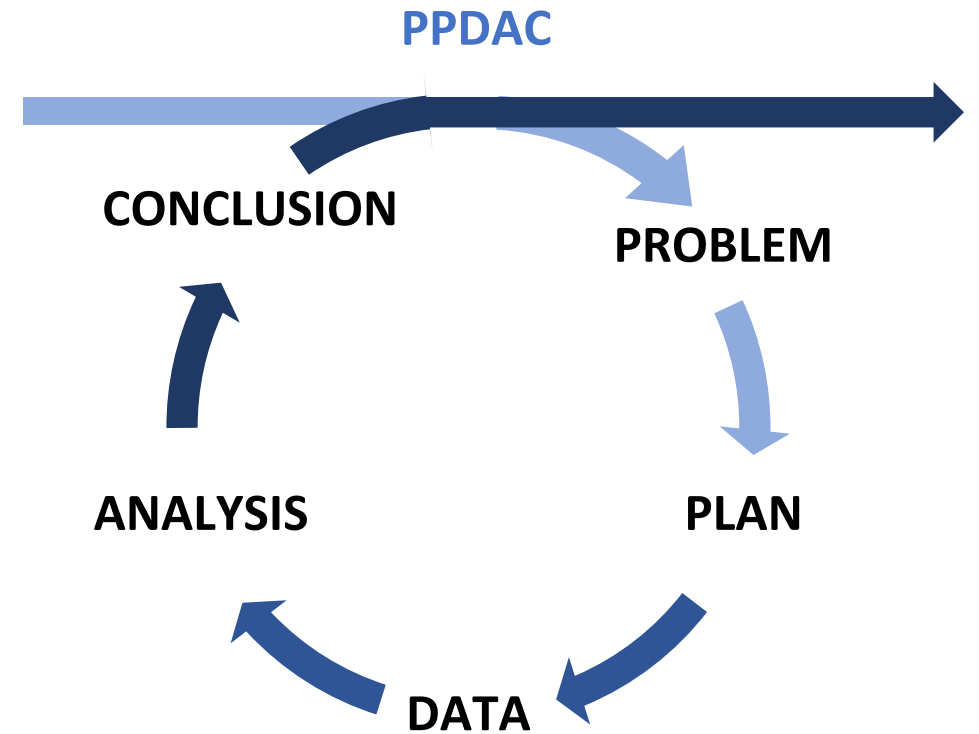 PPDAC
CONCLUSION
PROBLEM
ANALYSIS
PLAN
DATA